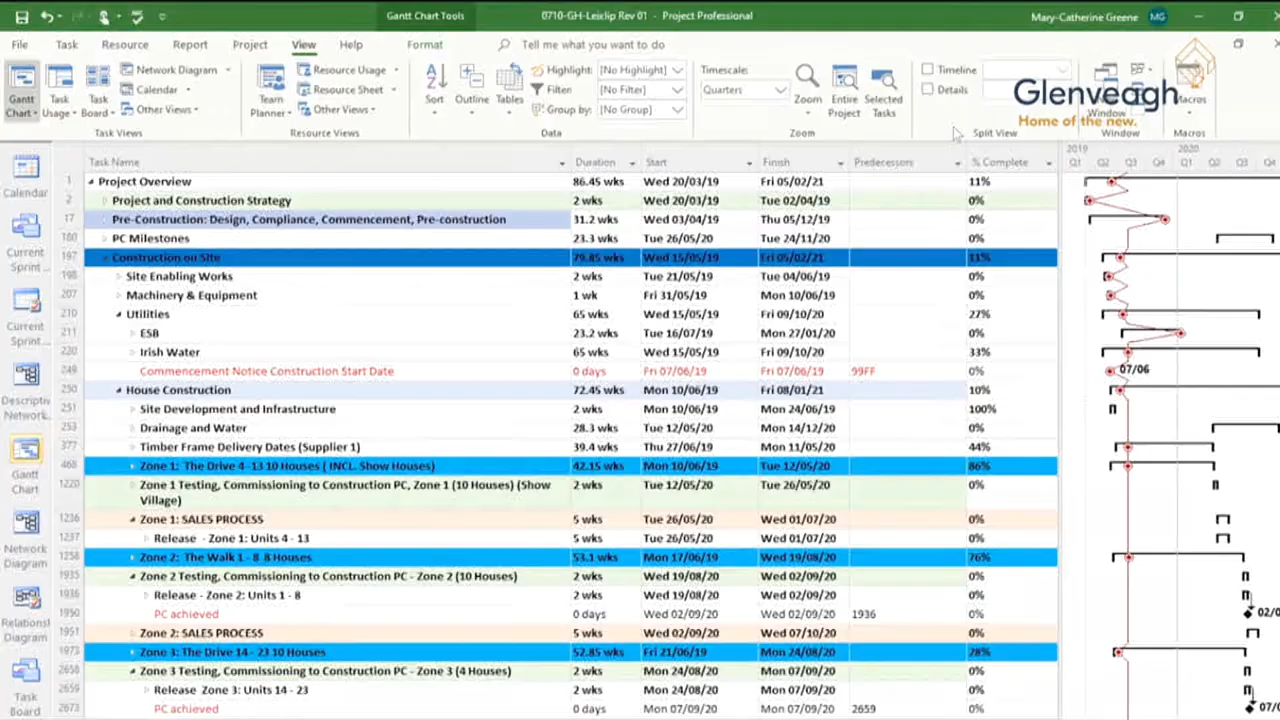 Gantt Chart Tools
0710-GH-Leixlip Rev 01 - Project Professional
Mary-Catherine Greene
MG
File Task Resource Report Project View Help Format Tell me what you want to do
Gantt Chart
Task Usage
Task Board
Network Diagram
Calendar
Other Views
Task Views
Team Planner
Resource Usage
Resource Sheet
Other Views
Resource Views
Sort
Outline
Tables
Highlight: [No Highlight]
Filter: [No Filter]
Group by: [No Group]
Data
Timescale:
Quarters
Zoom
Entire Project
Selected Tasks
Zoom
Timeline
Details
Split View
Window
Window
Macros
Macros
Glenveagh
Home of the new.
Calendar
Current Sprint...
Current Sprint...
Descriptiv Network...
Gantt Chart
Network Diagram
Relations Diagram
Task Board
Task Name Duration Start Finish Predecessors % Complete
2019 2020
Q1 Q2 Q3 Q4 Q1 Q2 Q3 Q4
1 Project Overview 86.45 wks Wed 20/03/19 Fri 05/02/21 11%
2 Project and Construction Strategy 2 wks Wed 20/03/19 Tue 02/04/19 0%
17 Pre-Construction: Design, Compliance, Commencement, Pre-construction 31.2 wks Wed 03/04/19 Thu 05/12/19 0%
180 PC Milestones 23.3 wks Tue 26/05/20 Tue 24/11/20 0%
197 Construction on Site 79.85 wks Wed 15/05/19 Fri 05/02/21 11%
198 Site Enabling Works 2 wks Tue 21/05/19 Tue 04/06/19 0%
207 Machinery & Equipment 1 wk Fri 31/05/19 Mon 10/06/19 0%
210 Utilities 65 wks Wed 15/05/19 Fri 09/10/20 27%
211 ESB 23.2 wks Tue 16/07/19 Mon 27/01/20 0%
220 Irish Water 65 wks Wed 15/05/19 Fri 09/10/20 33%
249 Commencement Notice Construction Start Date 0 days Fri 07/06/19 Fri 07/06/19 99FF 0% 07/06
250 House Construction 72.45 wks Mon 10/06/19 Fri 08/01/21 10%
251 Site Development and Infrastructure 2 wks Mon 10/06/19 Mon 24/06/19 100%
253 Drainage and Water 28.3 wks Tue 12/05/20 Mon 14/12/20 0%
377 Timber Frame Delivery Dates (Supplier 1) 39.4 wks Thu 27/06/19 Mon 11/05/20 44%
468 Zone 1: The Drive 4-13 10 Houses ( INCL. Show Houses) 42.15 wks Mon 10/06/19 Tue 12/05/20 86%
1220 Zone 1 Testing, Commissioning to Construction PC, Zone 1 (10 Houses) (Show 2 wks Tue 12/05/20 Tue 26/05/20 0%
Village)
1236 Zone 1: SALES PROCESS 5 wks Tue 26/05/20 Wed 01/07/20 0%
1237 Release - Zone 1: Units 4 - 13 5 wks Tue 26/05/20 Wed 01/07/20 0%
1258 Zone 2: The Walk 1 - 8 8 Houses 53.1 wks Mon 17/06/19 Wed 19/08/20 76%
1935 Zone 2 Testing, Commissioning to Construction PC - Zone 2 (10 Houses) 2 wks Wed 19/08/20 Wed 02/09/20 0%
1936 Release - Zone 2: Units 1 - 8 2 wks Wed 19/08/20 Wed 02/09/20 0%
1950 PC achieved 0 days Wed 02/09/20 Wed 02/09/20 1936 0% 02/0
1951 Zone 2: SALES PROCESS 5 wks Wed 02/09/20 Wed 07/10/20 0%
1973 Zone 3: The Drive 14 - 23 10 Houses 52.85 wks Fri 21/06/19 Mon 24/08/20 28%
2658 Zone 3 Testing, Commissioning to Construction PC - Zone 3 (4 Houses) 2 wks Mon 24/08/20 Mon 07/09/20 0%
2659 Release Zone 3: Units 14 - 23 2 wks Mon 24/08/20 Mon 07/09/20 0%
2673 PC achieved 0 days Mon 07/09/20 Mon 07/09/20 2659 0% 07/0